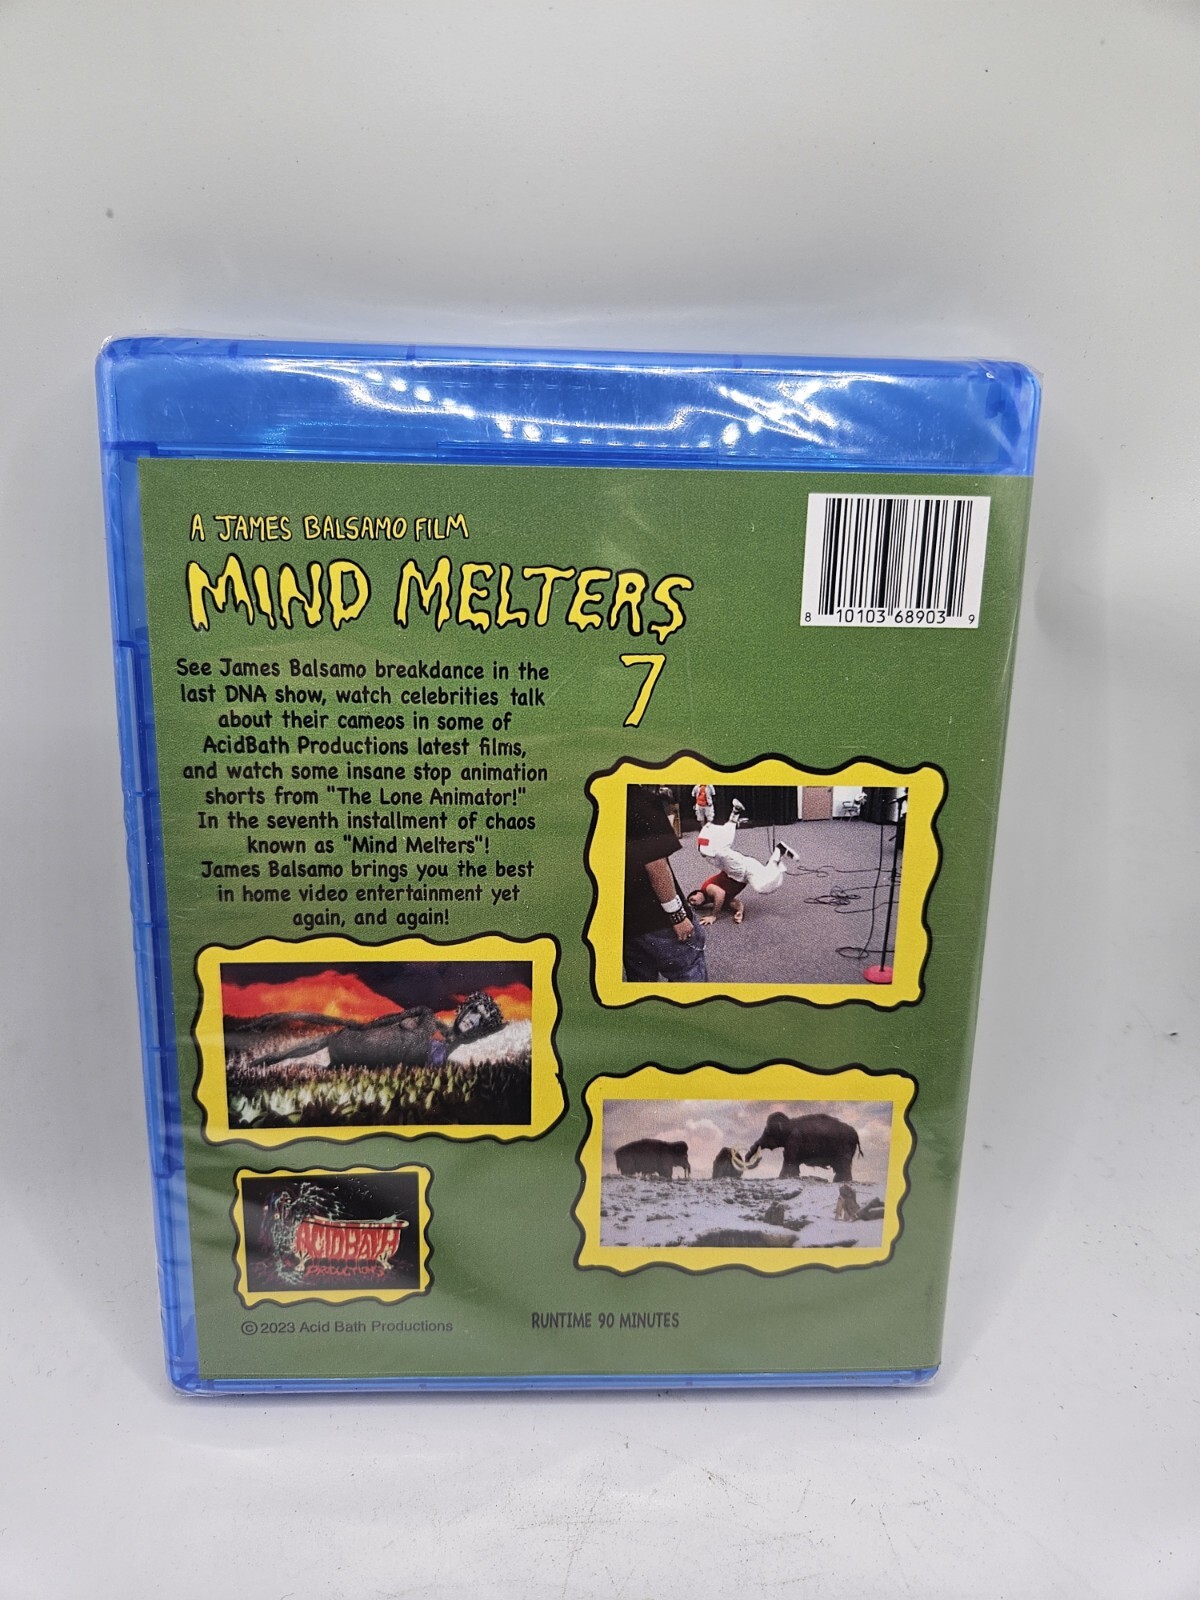 A JAMES BALSAMO FILM
MIND MELTERS
7
See James Balsamo breakdance in the
last DNA show, watch celebrities talk
about their cameos in some of
AcidBath Productions latest films,
and watch some insane stop animation
shorts from "The Lone Animator!"
In the seventh installment of chaos
known as "Mind Melters"!
James Balsamo brings you the best
in home video entertainment yet
again, and again!
8 10103 68903 9
ACIDBATH
PRODUCTIONS
©2023 Acid Bath Productions
RUNTIME 90 MINUTES